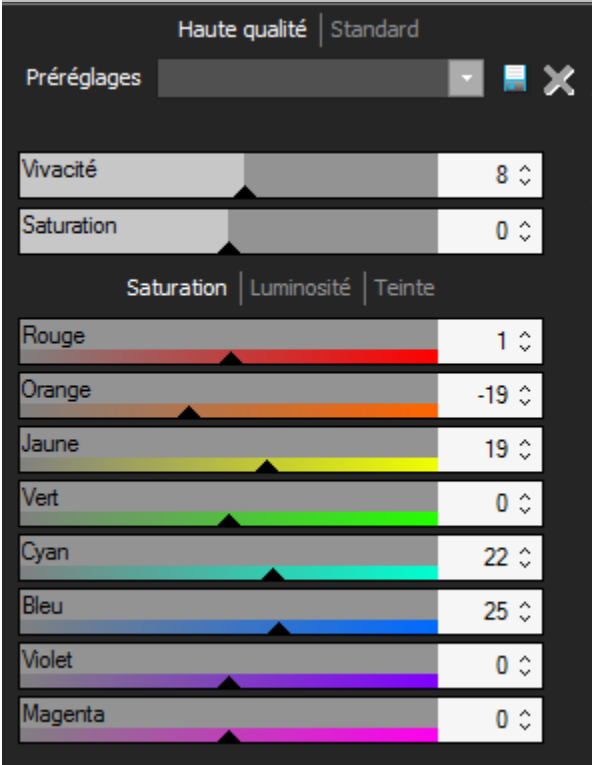 Haute qualité | Standard
Préréglages
Vivacité 8
Saturation 0
Saturation | Luminosité | Teinte
Rouge 1
Orange -19
Jaune 19
Vert 0
Cyan 22
Bleu 25
Violet 0
Magenta 0